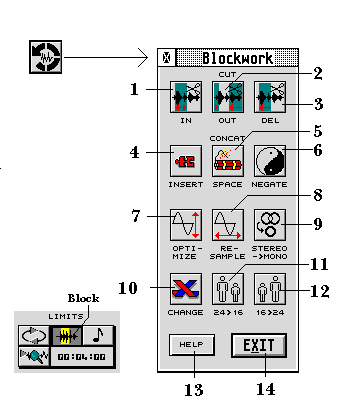 Blockwork
CUT
2
1
3
IN OUT DEL
CONCAT
5
4
6
INSERT SPACE NEGATE
8
7
9
OPTI- RE- STEREO
MIZE SAMPLE ->MONO
11
10
12
CHANGE 24>16 16>24
Block
LIMITS
00:04:00
HELP EXIT
13 14